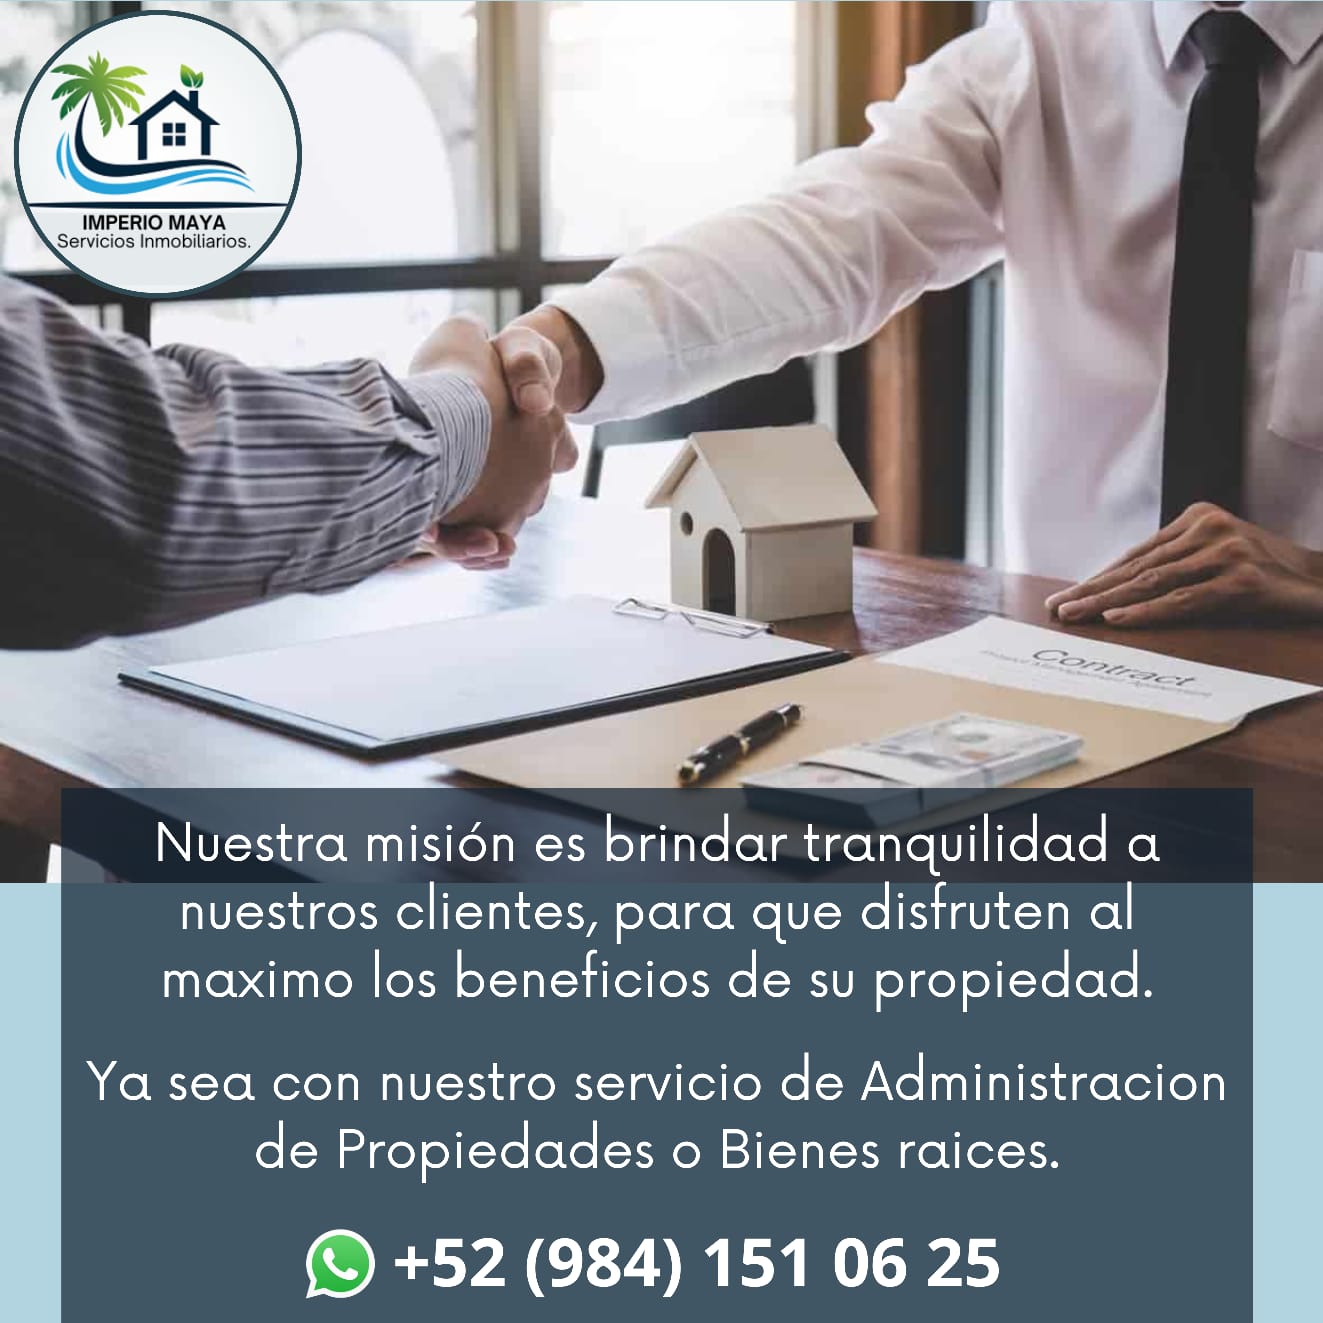 IMPERIO MAYA
Servicios Inmobiliarios.
Contract
Nuestra misión es brindar tranquilidad a
nuestros clientes, para que disfruten al
maximo los beneficios de su propiedad.
Ya sea con nuestro servicio de Administracion
de Propiedades o Bienes raices.
+52 (984) 151 06 25